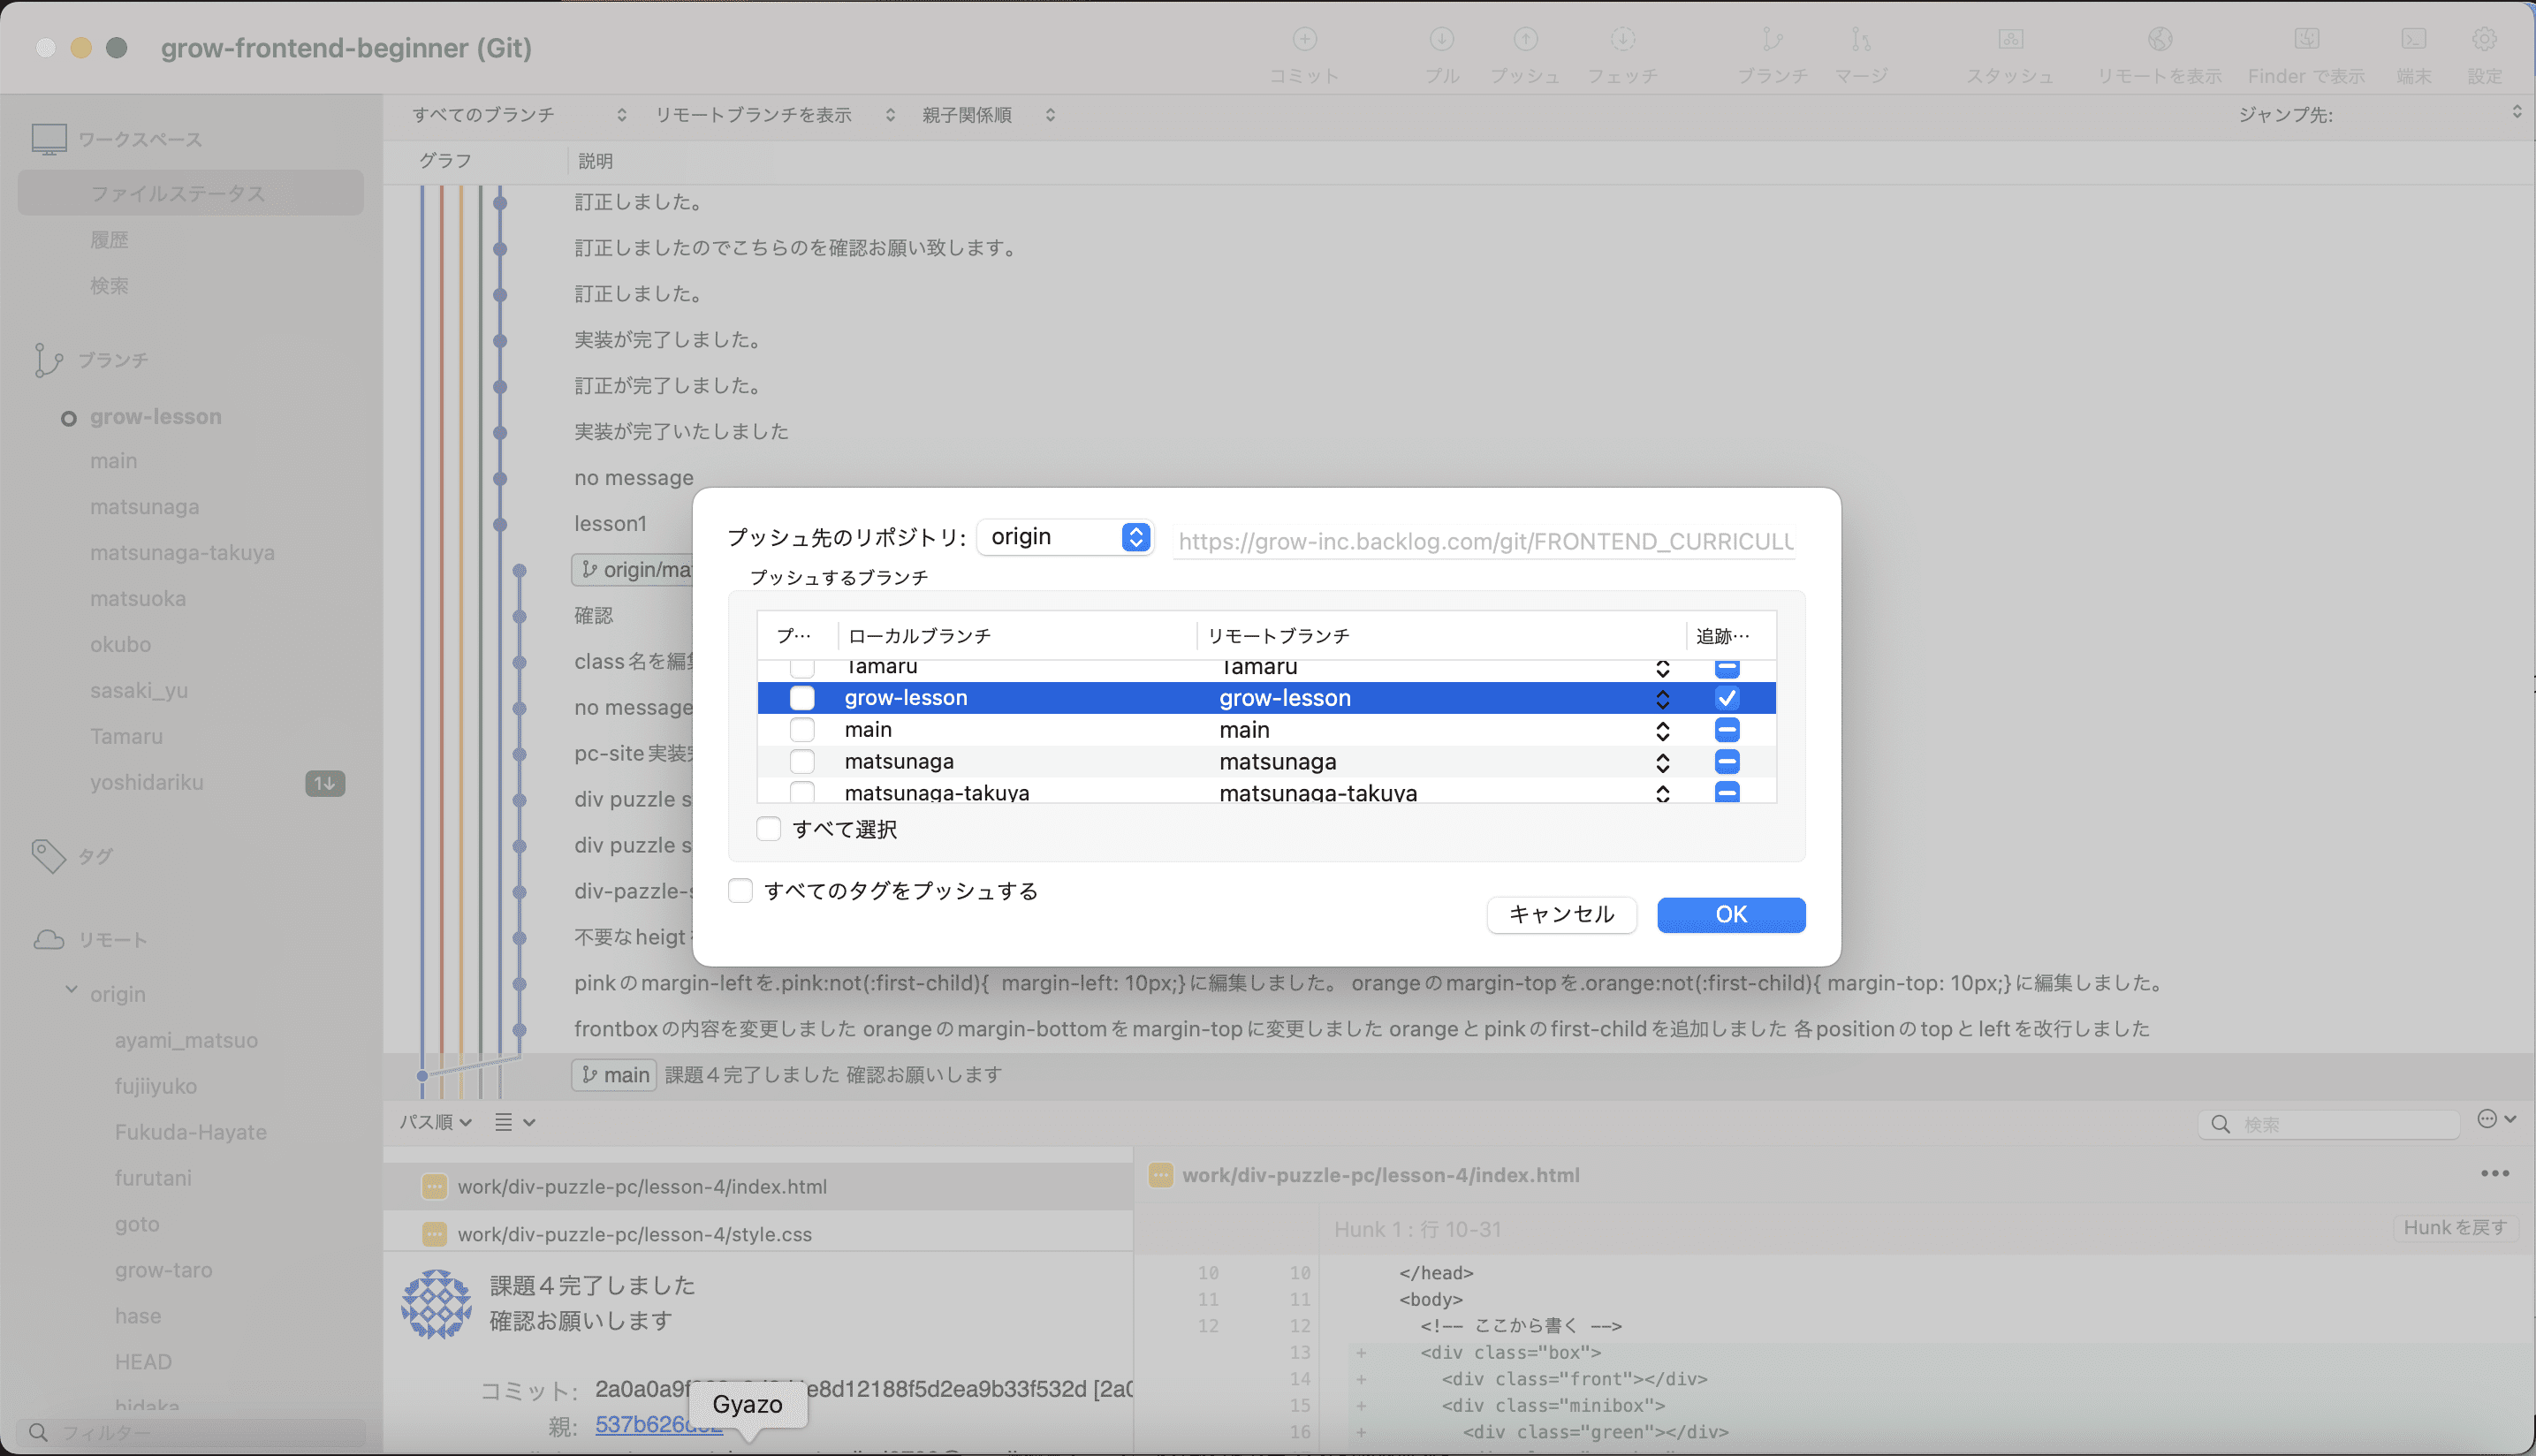 grow-frontend-beginner (Git)
コミット
プル
プッシュ
フェッチ
ブランチ
マージ
スタッシュ
リモートを表示
Finder で表示
端末
設定
すべてのブランチ
リモートブランチを表示
親子関係順
ジャンプ先:
グラフ
説明
ワークスペース
ファイルステータス
履歴
検索
ブランチ
grow-lesson
main
matsunaga
matsunaga-takuya
matsuoka
okubo
sasaki_yu
Tamaru
yoshidariku
1↓
タグ
リモート
origin
ayami_matsuo
fujiiyuko
Fukuda-Hayate
furutani
goto
grow-taro
hase
HEAD
hidaka
フィルター
訂正しました。
訂正しましたのでこちらのを確認お願い致します。
訂正しました。
実装が完了しました。
訂正が完了しました。
実装が完了いたしました
no message
lesson1
origin/ma
確認
class名を編
no message
pc-site実装
div puzzle s
div puzzle s
div-pazzle-s
不要なheigt
pinkのmargin-leftを.pink:not(:first-child){ margin-left: 10px;}に編集しました。 orangeのmargin-topを.orange:not(:first-child){ margin-top: 10px;}に編集しました。
frontboxの内容を変更しました orangeのmargin-bottomをmargin-topに変更しました orangeとpinkのfirst-childを追加しました 各positionのtopとleftを改行しました
main 課題４完了しました 確認お願いします
プッシュ先のリポジトリ: origin https://grow-inc.backlog.com/git/FRONTEND_CURRICULU
プッシュするブランチ
プ… ローカルブランチ リモートブランチ 追跡…
Tamaru Tamaru
grow-lesson grow-lesson
main main
matsunaga matsunaga
matsunaga-takuya matsunaga-takuya
すべて選択
すべてのタグをプッシュする
キャンセル
OK
パス順
検索
work/div-puzzle-pc/lesson-4/index.html
work/div-puzzle-pc/lesson-4/style.css
課題４完了しました
確認お願いします
コミット: 2a0a0a9f e8d12188f5d2ea9b33f532d [2a0
親: 537b626
Gyazo
work/div-puzzle-pc/lesson-4/index.html
Hunk 1 : 行 10-31
Hunkを戻す
10 10 </head>
11 11 <body>
12 12 <!-- ここから書く -->
13 + <div class="box">
14 + <div class="front"></div>
15 + <div class="minibox">
16 + <div class="green"></div>